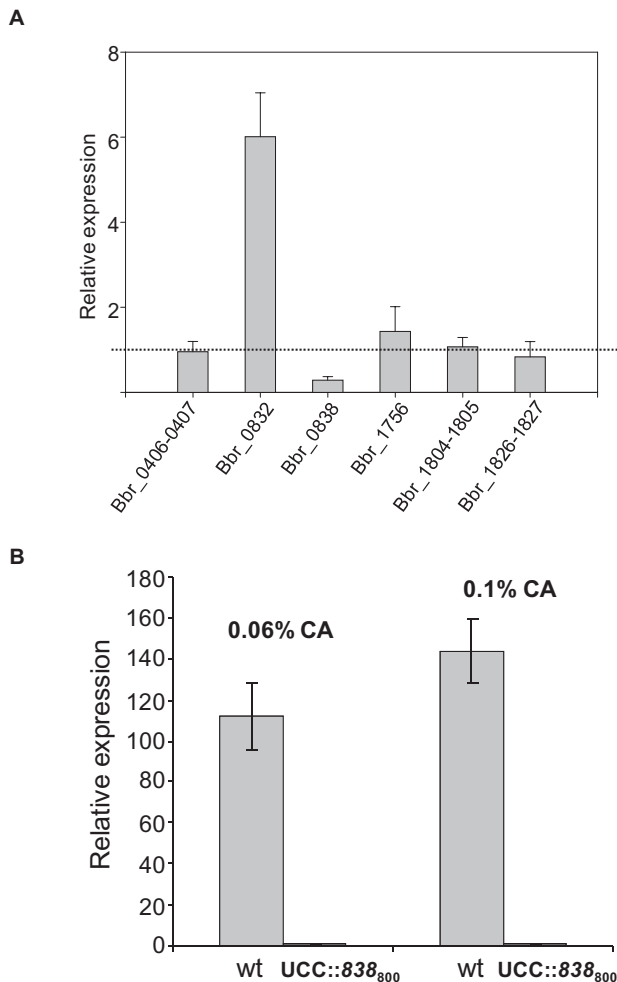 A
Relative expression
8
6
4
2
Bbr_0406-0407
Bbr_0832
Bbr_0838
Bbr_1756
Bbr_1804-1805
Bbr_1826-1827
B
Relative expression
180
160
140
120
100
80
60
40
20
0
0.06% CA
0.1% CA
wt UCC::838₈₀₀ wt UCC::838₈₀₀